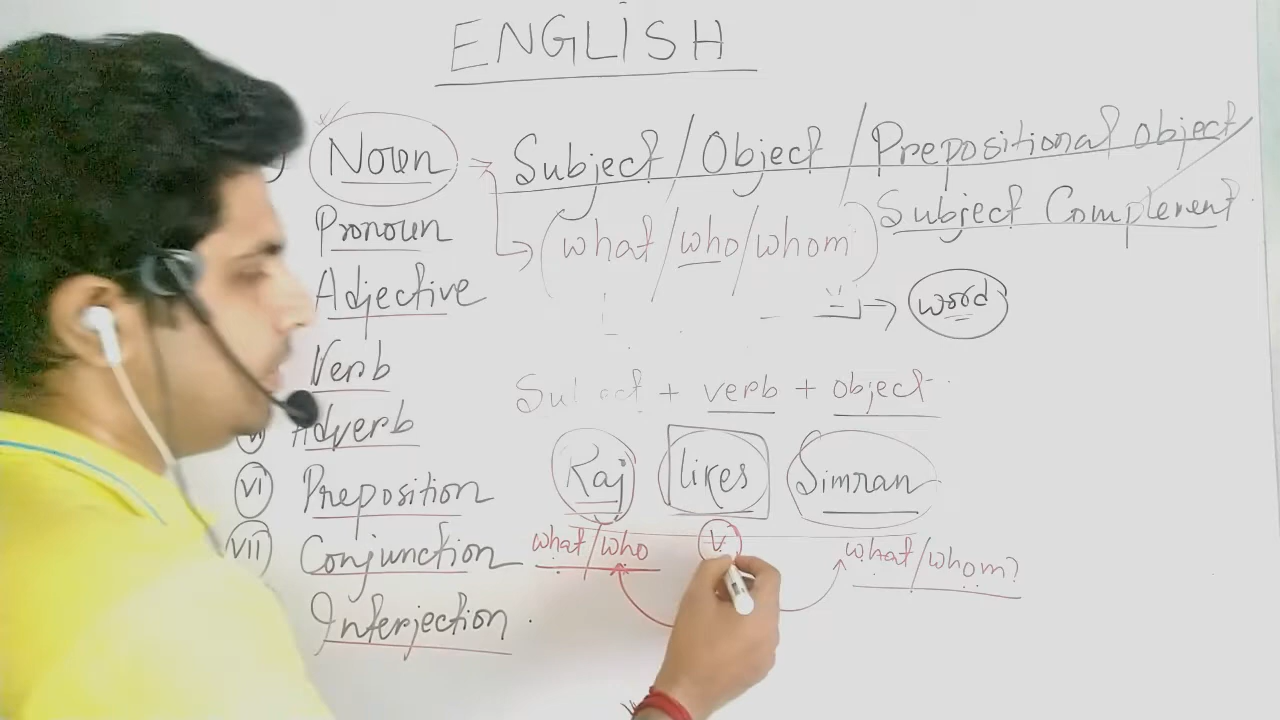 ENGLISH
Noun → Subject / Object / Prepositional object
Pronoun (what / who / whom) Subject Complement
Adjective → word
Verb + verb + object
Adverb
vi Preposition Raj likes Simran
vii Conjunction what / who V what / whom?
Interjection.